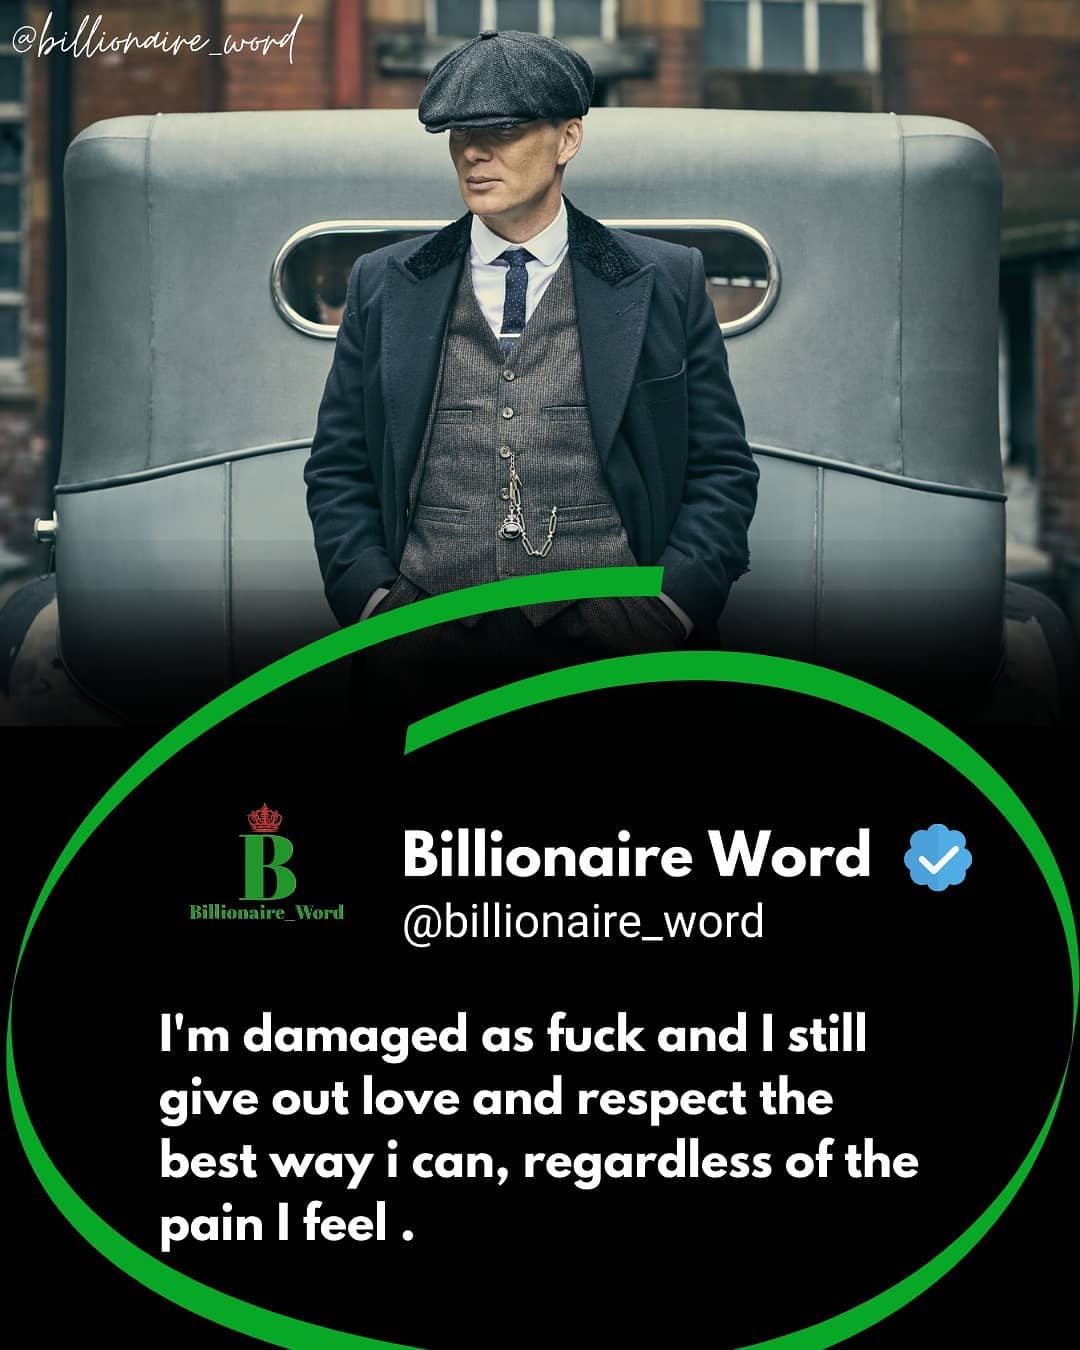 @billionaire_word
B
Billionaire_Word
Billionaire Word
@billionaire_word
I'm damaged as fuck and I still
give out love and respect the
best way i can, regardless of the
pain I feel .